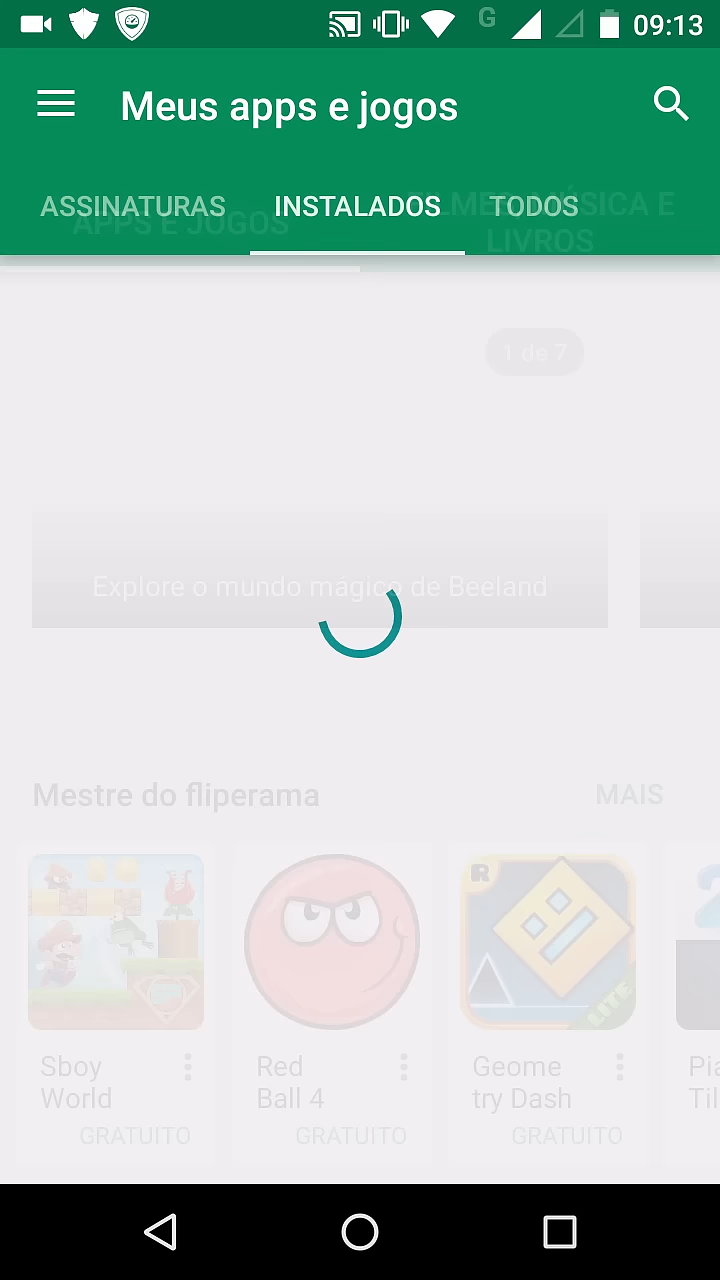 G 09:13
Meus apps e jogos
ASSINATURAS INSTALADOS TODOS
APPS E JOGOS
FILMES, MÚSICA E
LIVROS
1 de 7
Explore o mundo mágico de Beeland
Mestre do fliperama MAIS
R
LITE
Sboy
World
GRATUITO
Red
Ball 4
GRATUITO
Geome
try Dash
GRATUITO
Pia
Til